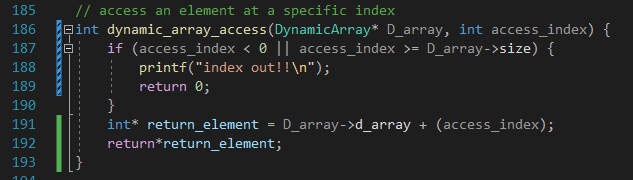 185 // access an element at a specific index
186 int dynamic_array_access(DynamicArray* D_array, int access_index) {
187     if (access_index < 0 || access_index >= D_array->size) {
188         printf("index out!!\n");
189         return 0;
190     }
191     int* return_element = D_array->d_array + (access_index);
192     return*return_element;
193 }